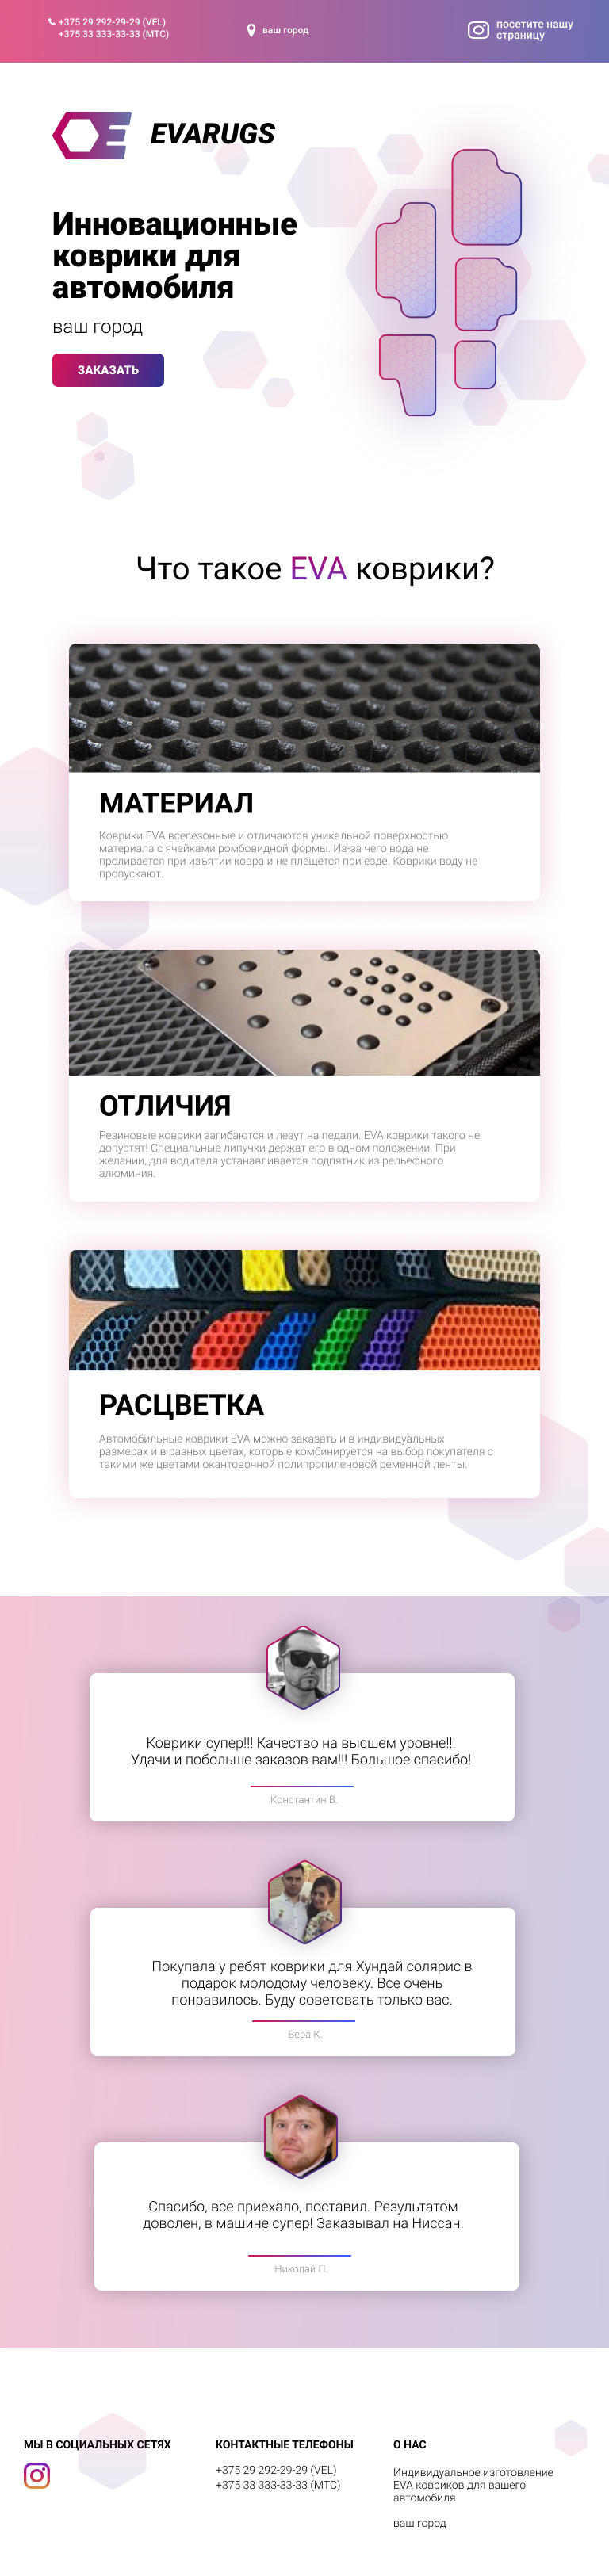 +375 29 292-29-29 (VEL)
+375 33 333-33-33 (МТС)
ваш город
посетите нашу
страницу
EVARUGS
Инновационные
коврики для
автомобиля
ваш город
ЗАКАЗАТЬ
Что такое EVA коврики?
МАТЕРИАЛ
Коврики EVA всесезонные и отличаются уникальной поверхностью
материала с ячейками ромбовидной формы. Из-за чего вода не
проливается при изъятии ковра и не плещется при езде. Коврики воду не
пропускают.
ОТЛИЧИЯ
Резиновые коврики загибаются и лезут на педали. EVA коврики такого не
допустят! Специальные липучки держат его в одном положении. При
желании, для водителя устанавливается подпятник из рельефного
алюминия.
РАСЦВЕТКА
Автомобильные коврики EVA можно заказать и в индивидуальных
размерах и в разных цветах, которые комбинируется на выбор покупателя с
такими же цветами окантовочной полипропиленовой ременной ленты.
Коврики супер!!! Качество на высшем уровне!!!
Удачи и побольше заказов вам!!! Большое спасибо!
Константин В.
Покупала у ребят коврики для Хундай солярис в
подарок молодому человеку. Все очень
понравилось. Буду советовать только вас.
Вера К.
Спасибо, все приехало, поставил. Результатом
доволен, в машине супер! Заказывал на Ниссан.
Николай П.
МЫ В СОЦИАЛЬНЫХ СЕТЯХ
КОНТАКТНЫЕ ТЕЛЕФОНЫ
+375 29 292-29-29 (VEL)
+375 33 333-33-33 (МТС)
О НАС
Индивидуальное изготовление
EVA ковриков для вашего
автомобиля
ваш город